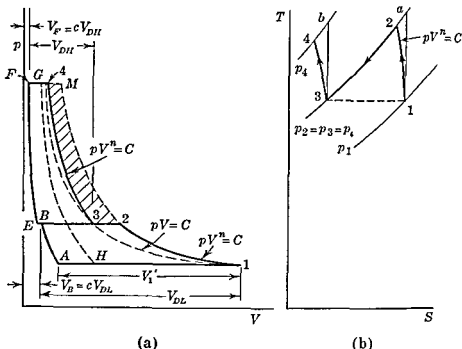 V_F = cV_DH
p
V_DH
F
G
4
M
pV^n = C
E
B
3
2
pV = C
pV^n = C
A
H
1
V_1'
V_B = cV_DL
V_DL
V
(a)
T
b
a
4
2
pV^n = C
p_4
3
1
p_2 = p_3 = p_4
p_1
S
(b)